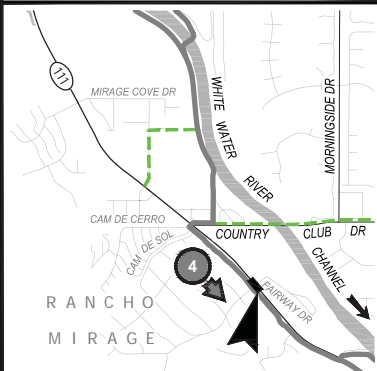 111
MIRAGE COVE DR
WHITE WATER RIVER CHANNEL
MORNINGSIDE DR
CAM DE CERRO
COUNTRY CLUB DR
CAM DE SOL
4
FAIRWAY DR
RANCHO
MIRAGE